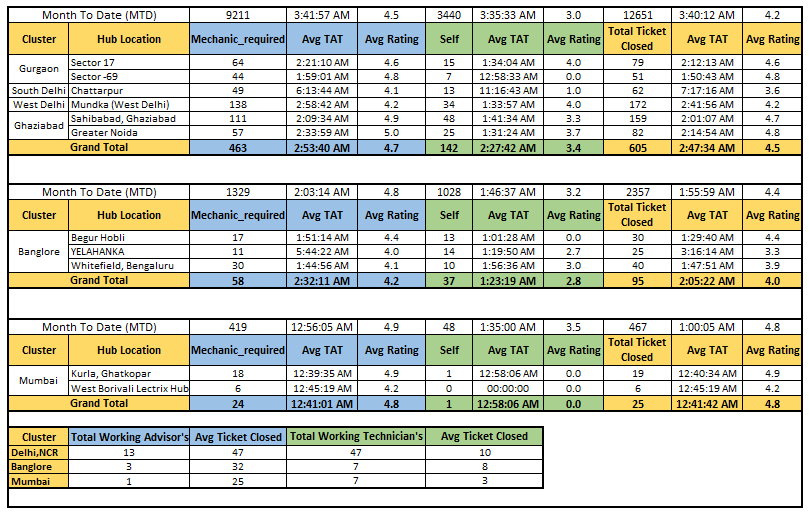 Month To Date (MTD) 9211 3:41:57 AM 4.5 3440 3:35:33 AM 3.0 12651 3:40:12 AM 4.2
Cluster Hub Location Mechanic_required Avg TAT Avg Rating Self Avg TAT Avg Rating Total Ticket Closed Avg TAT Avg Rating
Gurgaon Sector 17 64 2:21:10 AM 4.6 15 1:34:04 AM 4.0 79 2:12:13 AM 4.6
Sector -69 44 1:59:01 AM 4.8 7 12:58:33 AM 0.0 51 1:50:43 AM 4.8
South Delhi Chattarpur 49 6:13:44 AM 4.1 13 11:16:43 AM 1.0 62 7:17:16 AM 3.6
West Delhi Mundka (West Delhi) 138 2:58:42 AM 4.2 34 1:33:57 AM 4.0 172 2:41:56 AM 4.2
Ghaziabad Sahibabad, Ghaziabad 111 2:09:34 AM 4.9 48 1:41:34 AM 3.3 159 2:01:07 AM 4.7
Greater Noida 57 2:33:59 AM 5.0 25 1:31:24 AM 3.7 82 2:14:54 AM 4.8
Grand Total 463 2:53:40 AM 4.7 142 2:27:42 AM 3.4 605 2:47:34 AM 4.5
Month To Date (MTD) 1329 2:03:14 AM 4.8 1028 1:46:37 AM 3.2 2357 1:55:59 AM 4.4
Cluster Hub Location Mechanic_required Avg TAT Avg Rating Self Avg TAT Avg Rating Total Ticket Closed Avg TAT Avg Rating
Banglore Begur Hobli 17 1:51:14 AM 4.4 13 1:01:28 AM 0.0 30 1:29:40 AM 4.4
YELAHANKA 11 5:44:22 AM 4.0 14 1:19:50 AM 2.7 25 3:16:14 AM 3.3
Whitefield, Bengaluru 30 1:44:56 AM 4.1 10 1:56:36 AM 3.0 40 1:47:51 AM 3.9
Grand Total 58 2:32:11 AM 4.2 37 1:23:19 AM 2.8 95 2:05:22 AM 4.0
Month To Date (MTD) 419 12:56:05 AM 4.9 48 1:35:00 AM 3.5 467 1:00:05 AM 4.8
Cluster Hub Location Mechanic_required Avg TAT Avg Rating Self Avg TAT Avg Rating Total Ticket Closed Avg TAT Avg Rating
Mumbai Kurla, Ghatkopar 18 12:39:35 AM 4.9 1 12:58:06 AM 0.0 19 12:40:34 AM 4.9
West Borivali Lectrix Hub 6 12:45:19 AM 4.2 0 00:00:00 AM 0.0 6 12:45:19 AM 4.2
Grand Total 24 12:41:01 AM 4.8 1 12:58:06 AM 0.0 25 12:41:42 AM 4.8
Cluster Total Working Advisor's Avg Ticket Closed Total Working Technician's Avg Ticket Closed
Delhi,NCR 13 47 47 10
Banglore 3 32 7 8
Mumbai 1 25 7 3